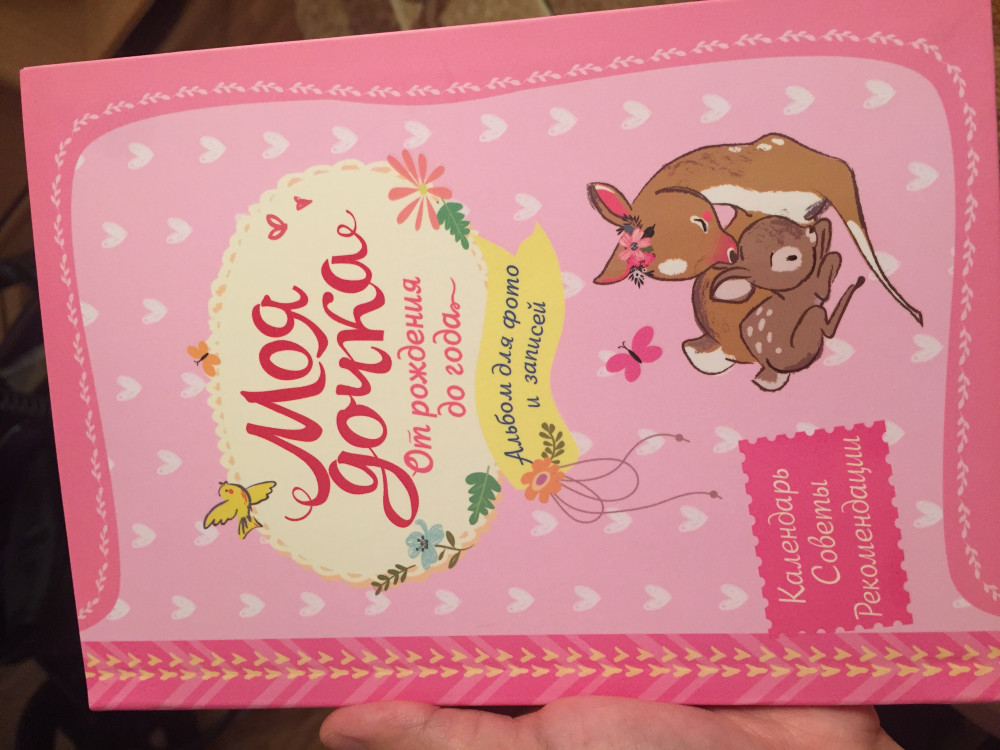 Моя
дочка
От рождения
до года
Альбом для фото
и записей
Календарь
Советы
Рекомендации